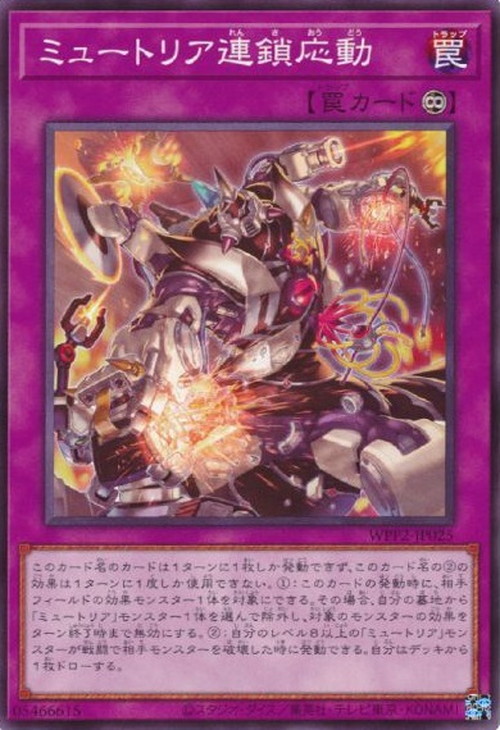 ミュートリア連鎖応動 罠
【罠カード】
WPP2-JP025
このカード名のカードは1ターンに1枚しか発動できず、このカード名の②の
効果は1ターンに1度しか使用できない。①:このカードの発動時に、相手
フィールドの効果モンスター1体を対象にできる。その場合、自分の墓地から
「ミュートリア」モンスター1体を選んで除外し、対象のモンスターの効果を
ターン終了時まで無効にする。②:自分のレベル8以上の「ミュートリア」モンス
ターが戦闘で相手モンスターを破壊した時に発動できる。自分はデッキから
1枚ドローする。
05466615 ©スタジオ・ダイス/集英社・テレビ東京・KONAMI